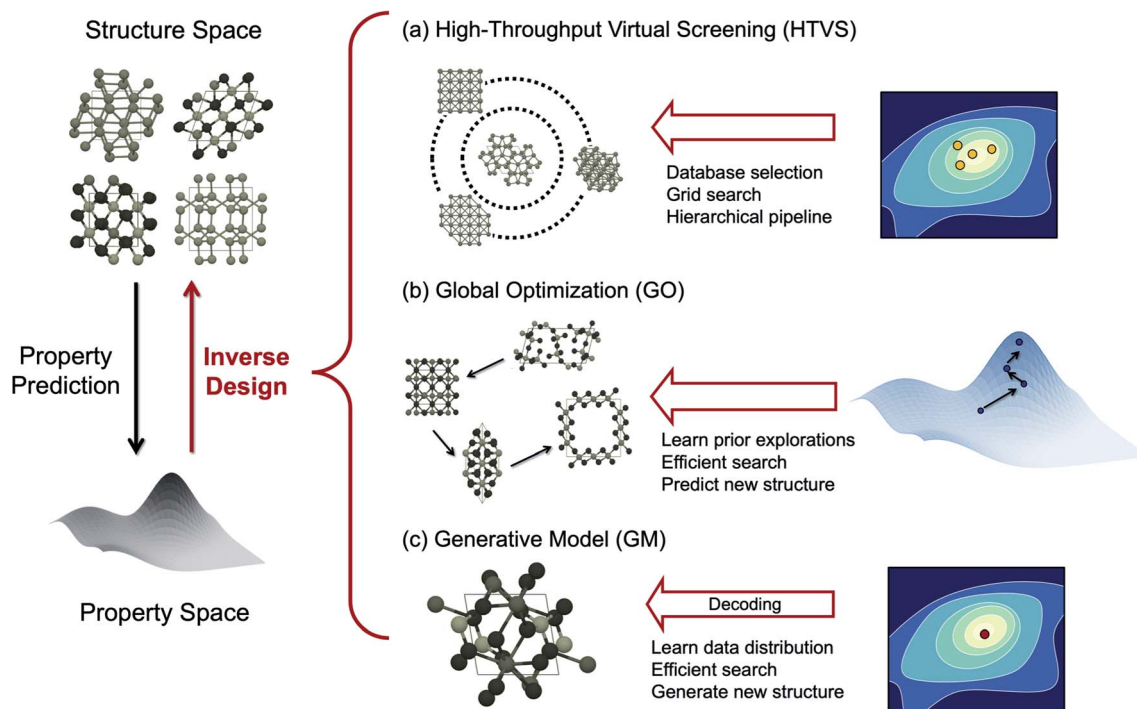 Structure Space
Property
Prediction
Inverse
Design
Property Space
(a) High-Throughput Virtual Screening (HTVS)
Database selection
Grid search
Hierarchical pipeline
(b) Global Optimization (GO)
Learn prior explorations
Efficient search
Predict new structure
(c) Generative Model (GM)
Decoding
Learn data distribution
Efficient search
Generate new structure